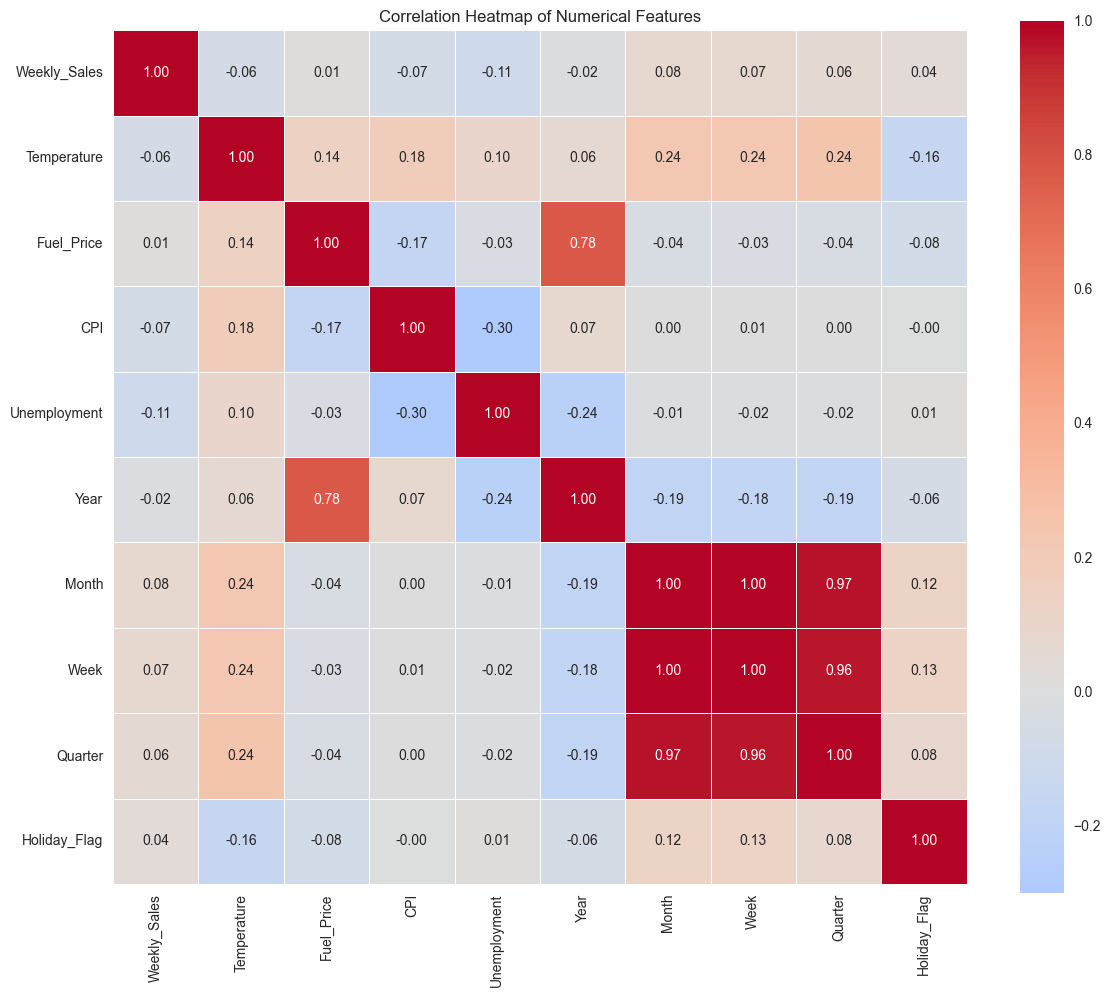 Correlation Heatmap of Numerical Features
Weekly_Sales 1.00 -0.06 0.01 -0.07 -0.11 -0.02 0.08 0.07 0.06 0.04
Temperature -0.06 1.00 0.14 0.18 0.10 0.06 0.24 0.24 0.24 -0.16
Fuel_Price 0.01 0.14 1.00 -0.17 -0.03 0.78 -0.04 -0.03 -0.04 -0.08
CPI -0.07 0.18 -0.17 1.00 -0.30 0.07 0.00 0.01 0.00 -0.00
Unemployment -0.11 0.10 -0.03 -0.30 1.00 -0.24 -0.01 -0.02 -0.02 0.01
Year -0.02 0.06 0.78 0.07 -0.24 1.00 -0.19 -0.18 -0.19 -0.06
Month 0.08 0.24 -0.04 0.00 -0.01 -0.19 1.00 1.00 0.97 0.12
Week 0.07 0.24 -0.03 0.01 -0.02 -0.18 1.00 1.00 0.96 0.13
Quarter 0.06 0.24 -0.04 0.00 -0.02 -0.19 0.97 0.96 1.00 0.08
Holiday_Flag 0.04 -0.16 -0.08 -0.00 0.01 -0.06 0.12 0.13 0.08 1.00
Weekly_Sales Temperature Fuel_Price CPI Unemployment Year Month Week Quarter Holiday_Flag
1.0
0.8
0.6
0.4
0.2
0.0
−0.2